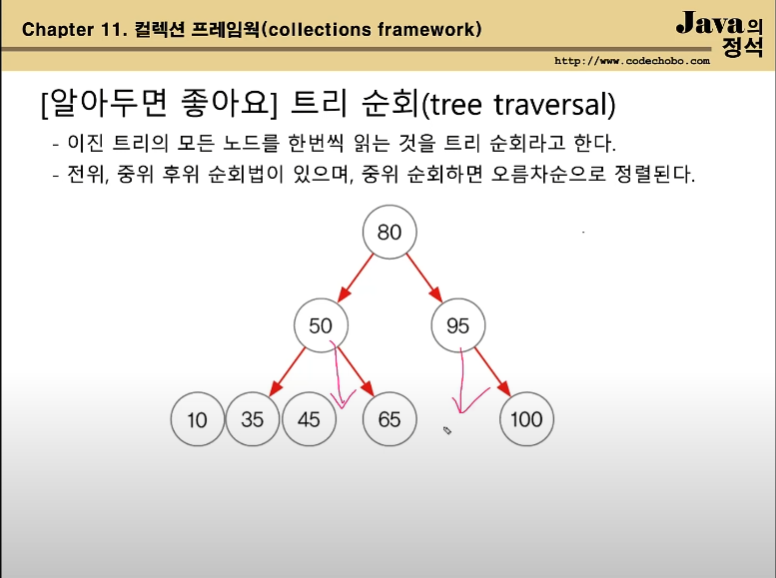 Chapter 11. 컬렉션 프레임웍(collections framework)
Java의 정석
http://www.codechobo.com
[알아두면 좋아요] 트리 순회(tree traversal)
- 이진 트리의 모든 노드를 한번씩 읽는 것을 트리 순회라고 한다.
- 전위, 중위 후위 순회법이 있으며, 중위 순회하면 오름차순으로 정렬된다.
80
50 95
10 35 45 65 100